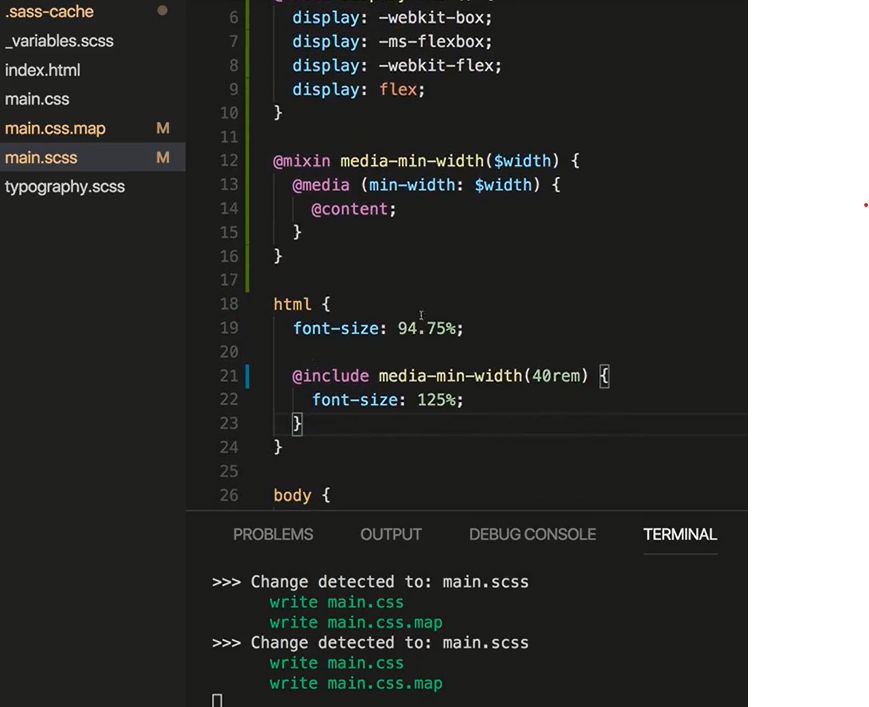 .sass-cache
_variables.scss
index.html
main.css
main.css.map M
main.scss M
typography.scss
6 display: -webkit-box;
7 display: -ms-flexbox;
8 display: -webkit-flex;
9 display: flex;
10 }
11
12 @mixin media-min-width($width) {
13 @media (min-width: $width) {
14 @content;
15 }
16 }
17
18 html {
19 font-size: 94.75%;
20
21 @include media-min-width(40rem) {
22 font-size: 125%;
23 }
24 }
25
26 body {
PROBLEMS OUTPUT DEBUG CONSOLE TERMINAL
>>> Change detected to: main.scss
write main.css
write main.css.map
>>> Change detected to: main.scss
write main.css
write main.css.map